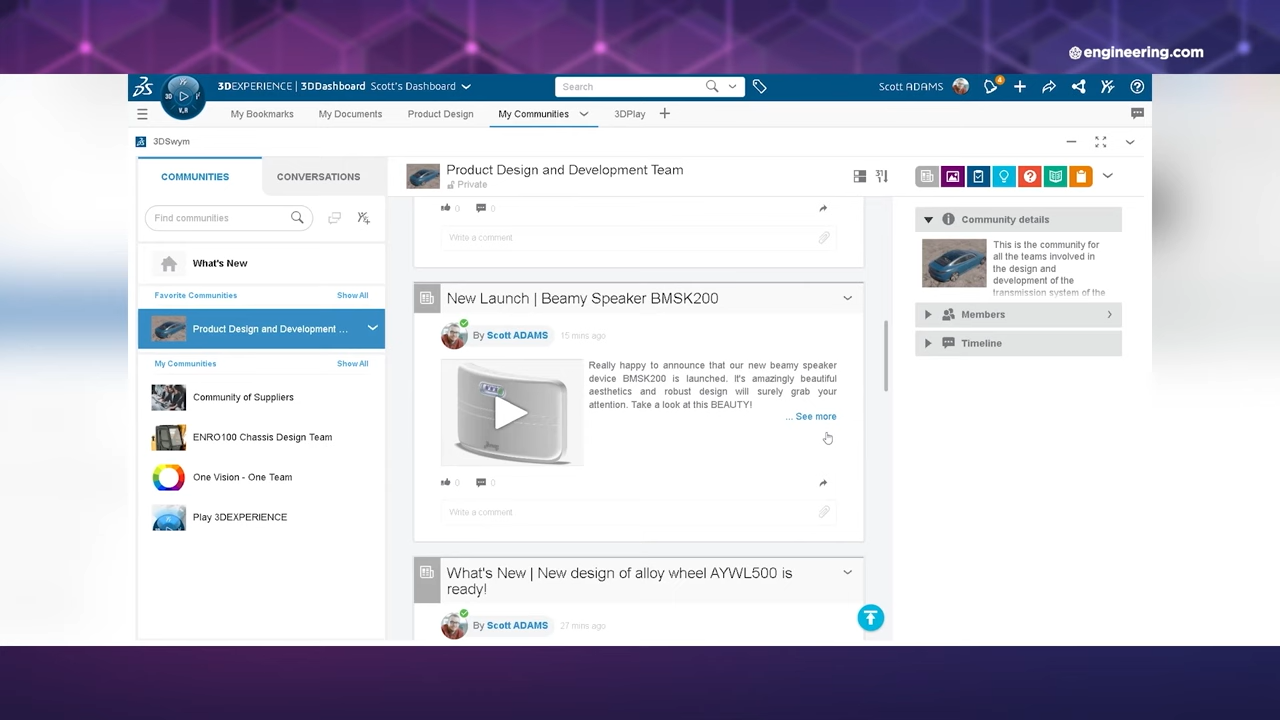 engineering.com
3DEXPERIENCE | 3DDashboard Scott's Dashboard
Search
Scott ADAMS
4
3D
V.R
My Bookmarks
My Documents
Product Design
My Communities
3DPlay
3DSwym
COMMUNITIES
CONVERSATIONS
Find communities
What's New
Favorite Communities
Show All
Product Design and Development ...
My Communities
Show All
Community of Suppliers
ENRO100 Chassis Design Team
One Vision - One Team
Play 3DEXPERIENCE
Product Design and Development Team
Private
31
0
0
Write a comment
New Launch | Beamy Speaker BMSK200
By Scott ADAMS
15 mins ago
Really happy to announce that our new beamy speaker
device BMSK200 is launched. It's amazingly beautiful
aesthetics and robust design will surely grab your
attention. Take a look at this BEAUTY!
... See more
0
0
Write a comment
What's New | New design of alloy wheel AYWL500 is
ready!
By Scott ADAMS
27 mins ago
Community details
This is the community for
all the teams involved in
the design and
development of the
transmission system of the
Members
Timeline